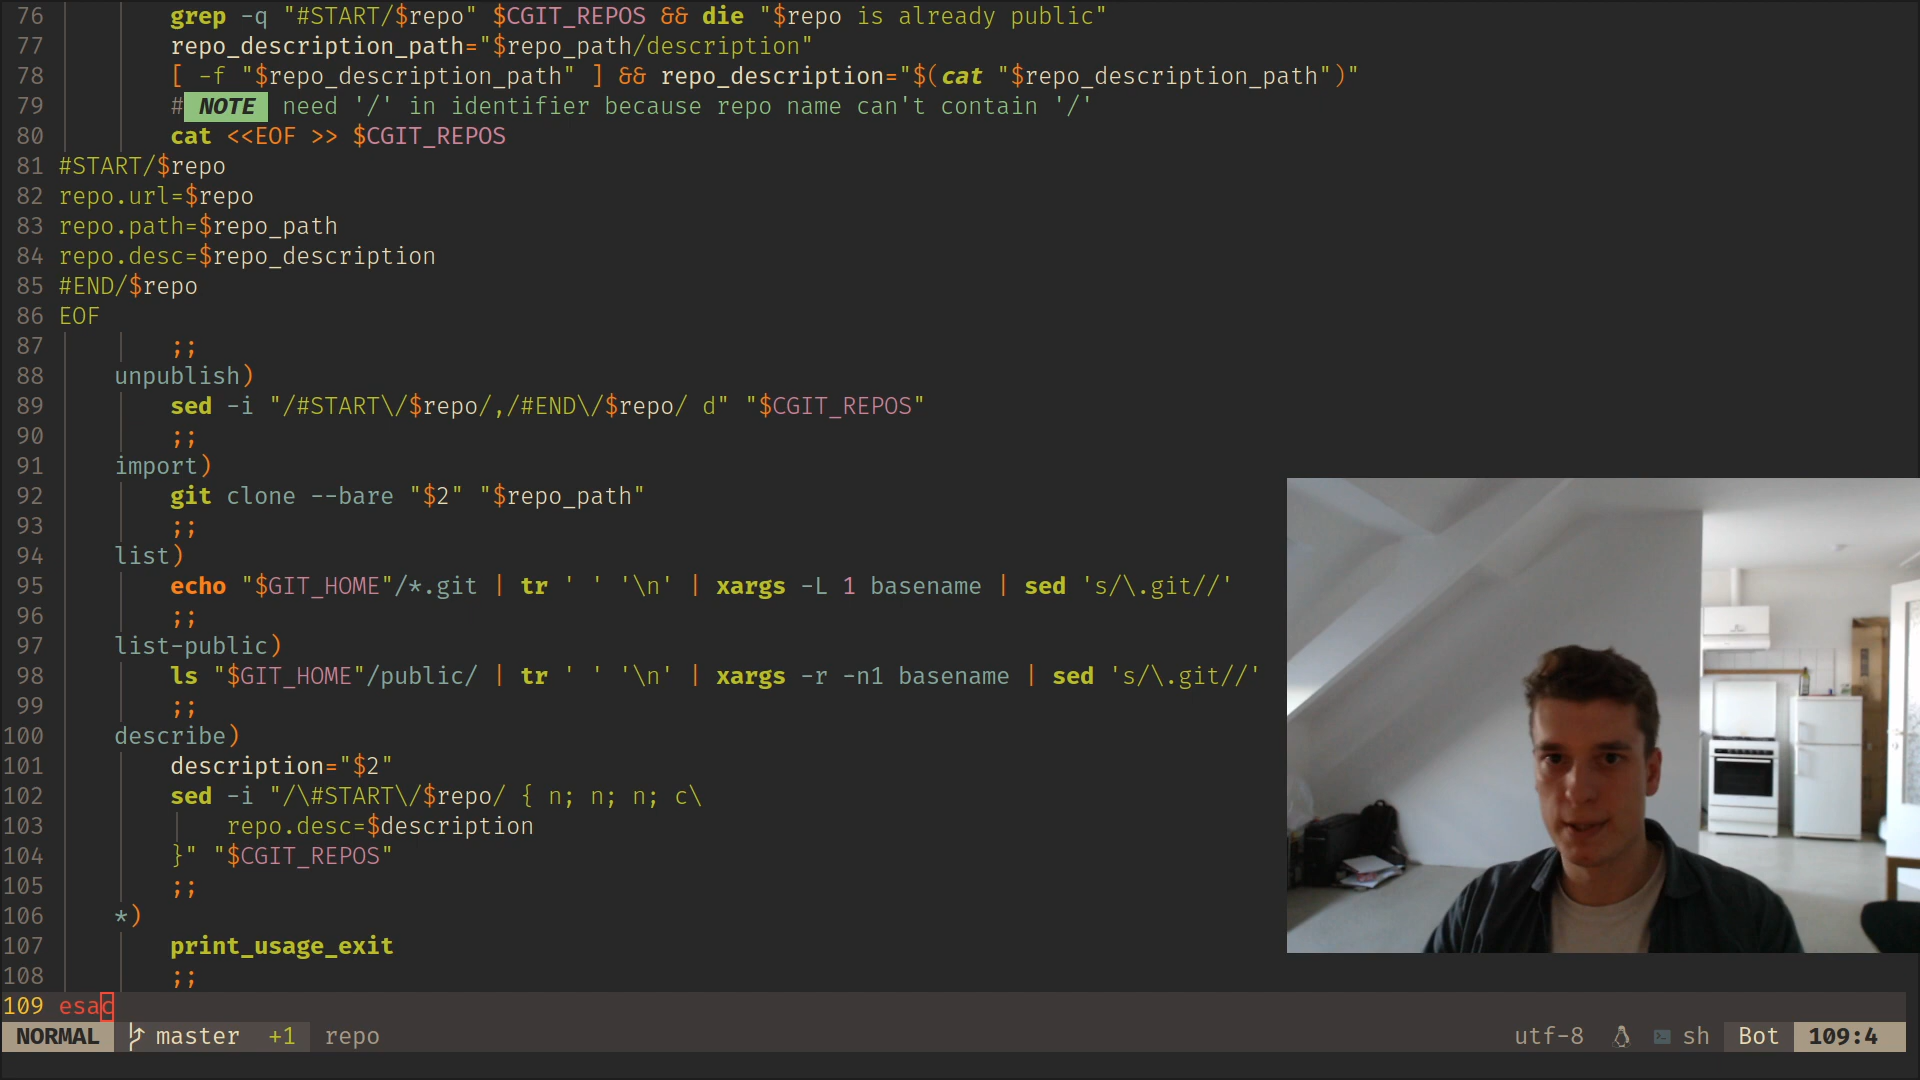 76 grep -q "#START/$repo" $CGIT_REPOS && die "$repo is already public"
77 repo_description_path="$repo_path/description"
78 [ -f "$repo_description_path" ] && repo_description="$(cat "$repo_description_path")"
79 # NOTE need '/' in identifier because repo name can't contain '/'
80 cat <<EOF >> $CGIT_REPOS
81 #START/$repo
82 repo.url=$repo
83 repo.path=$repo_path
84 repo.desc=$repo_description
85 #END/$repo
86 EOF
87 ;;
88 unpublish)
89 sed -i "/#START\/$repo/,/#END\/$repo/ d" "$CGIT_REPOS"
90 ;;
91 import)
92 git clone --bare "$2" "$repo_path"
93 ;;
94 list)
95 echo "$GIT_HOME"/*.git | tr ' ' '\n' | xargs -L 1 basename | sed 's/\.git//'
96 ;;
97 list-public)
98 ls "$GIT_HOME"/public/ | tr ' ' '\n' | xargs -r -n1 basename | sed 's/\.git//'
99 ;;
100 describe)
101 description="$2"
102 sed -i "/\#START\/$repo/ { n; n; n; c\
103 repo.desc=$description
104 }" "$CGIT_REPOS"
105 ;;
106 *)
107 print_usage_exit
108 ;;
109 esac
NORMAL master +1 repo utf-8 sh Bot 109:4